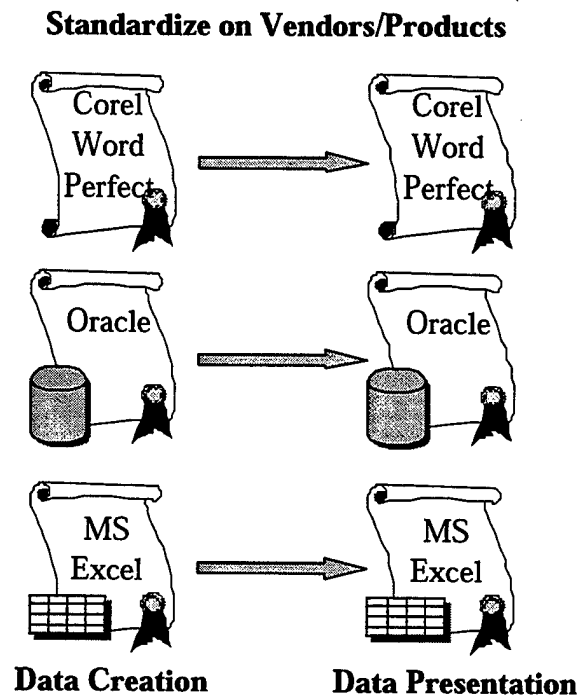 Standardize on Vendors/Products
Corel
Word
Perfect
Corel
Word
Perfect
Oracle
Oracle
MS
Excel
MS
Excel
Data Creation
Data Presentation